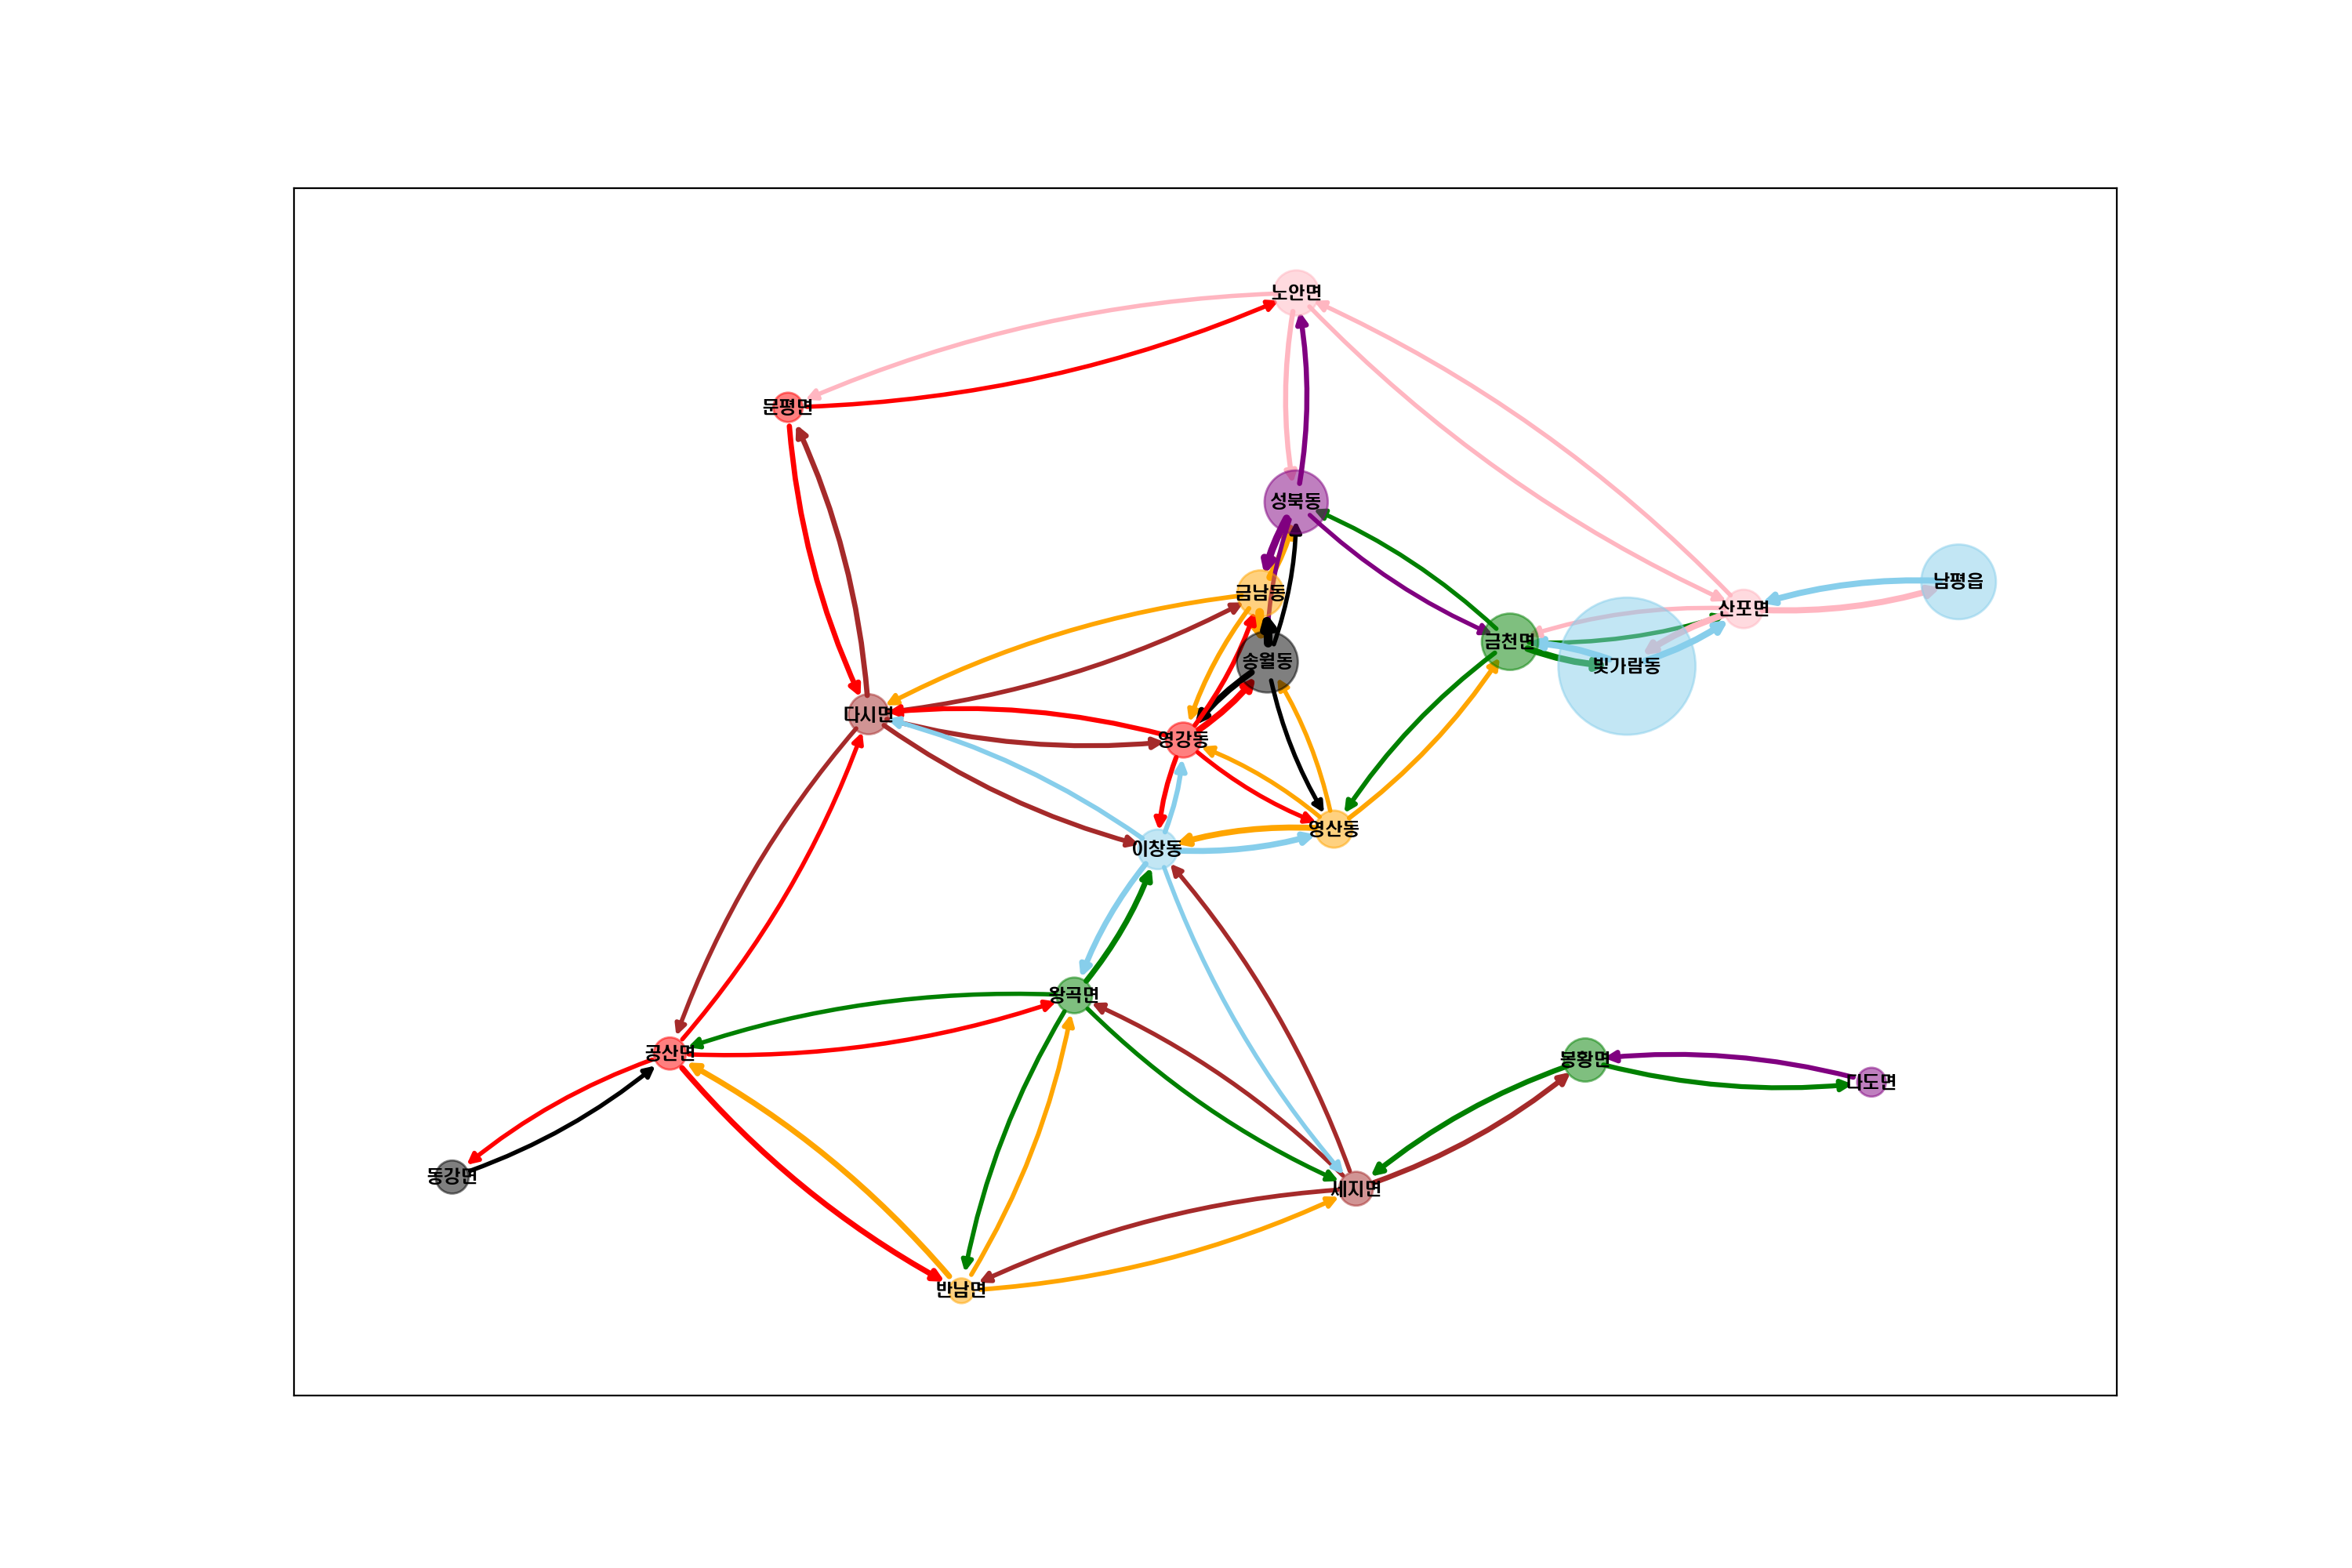 노안면
문평면
성북동
남평읍
금남동
산포면
금천면
송월동
빛가람동
다시면
영강동
영산동
이창동
왕곡면
공산면
봉황면
다도면
동강면
세지면
반남면